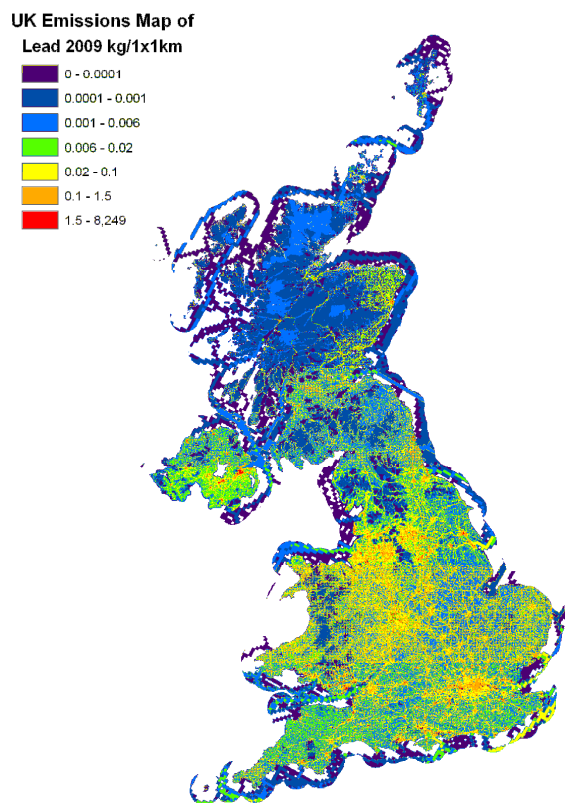 UK Emissions Map of
Lead 2009 kg/1x1km
0 - 0.0001
0.0001 - 0.001
0.001 - 0.006
0.006 - 0.02
0.02 - 0.1
0.1 - 1.5
1.5 - 8,249